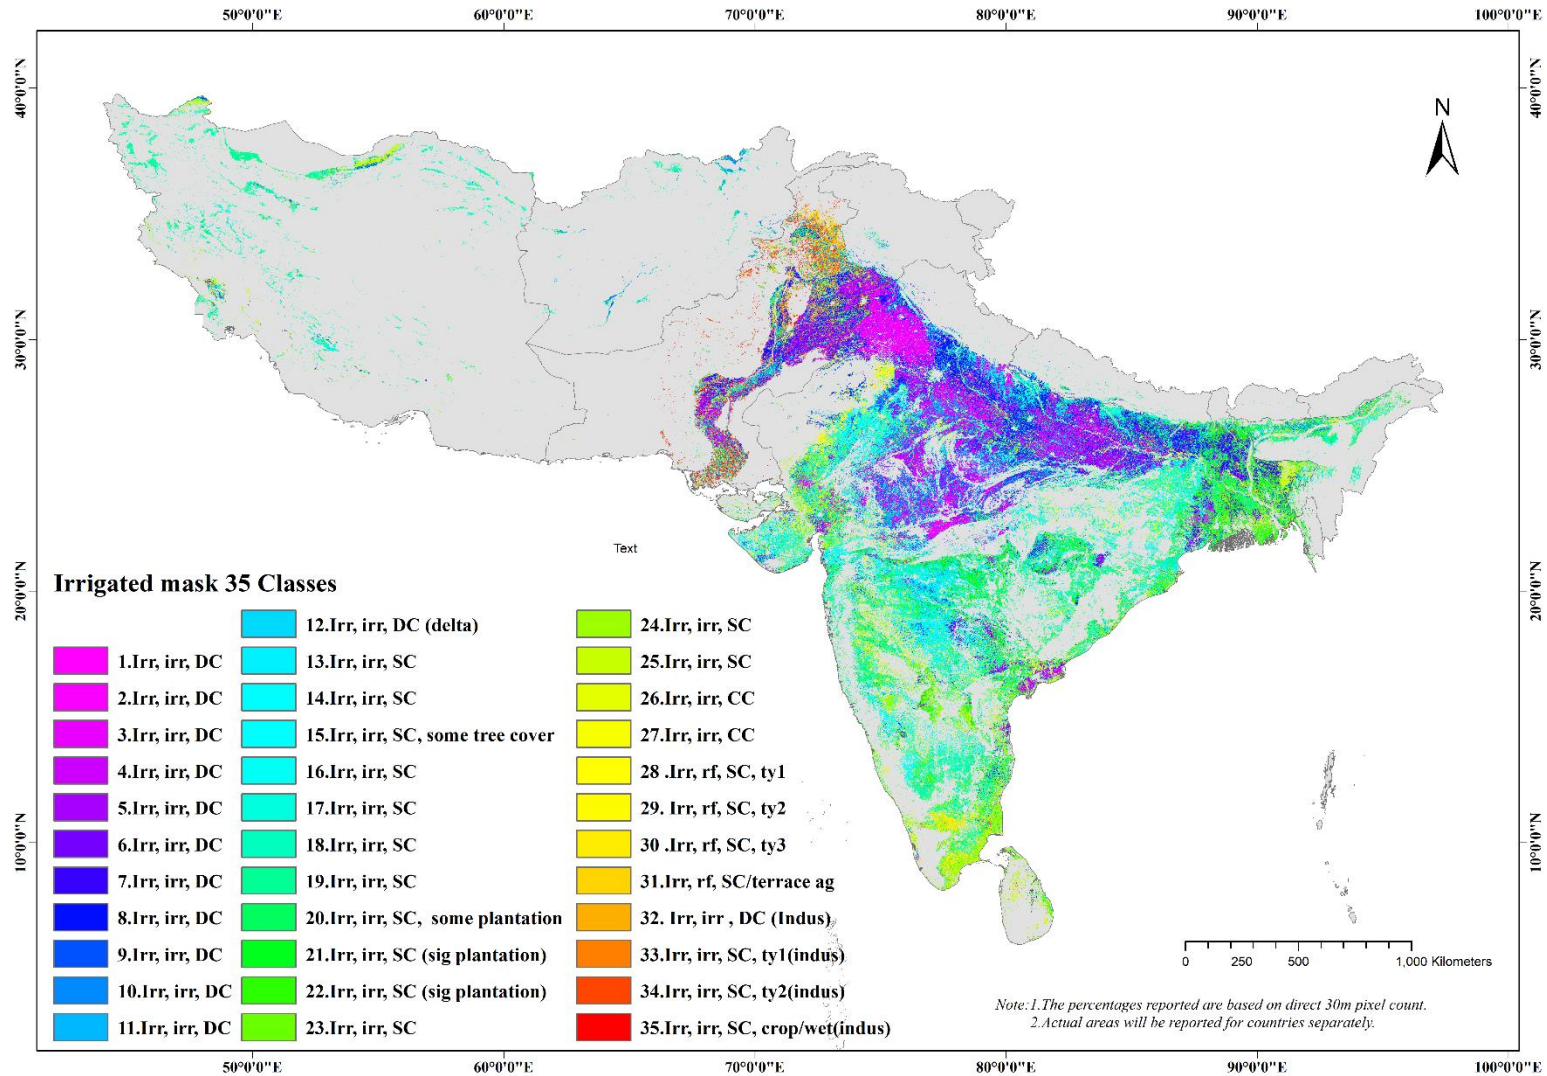 50°0'0"E 60°0'0"E 70°0'0"E 80°0'0"E 90°0'0"E 100°0'0"E
40°0'0"N
40°0'0"N
30°0'0"N
30°0'0"N
20°0'0"N
20°0'0"N
10°0'0"N
10°0'0"N
N
Text
Irrigated mask 35 Classes
1.Irr, irr, DC
2.Irr, irr, DC
3.Irr, irr, DC
4.Irr, irr, DC
5.Irr, irr, DC
6.Irr, irr, DC
7.Irr, irr, DC
8.Irr, irr, DC
9.Irr, irr, DC
10.Irr, irr, DC
11.Irr, irr, DC
12.Irr, irr, DC (delta)
13.Irr, irr, SC
14.Irr, irr, SC
15.Irr, irr, SC, some tree cover
16.Irr, irr, SC
17.Irr, irr, SC
18.Irr, irr, SC
19.Irr, irr, SC
20.Irr, irr, SC, some plantation
21.Irr, irr, SC (sig plantation)
22.Irr, irr, SC (sig plantation)
23.Irr, irr, SC
24.Irr, irr, SC
25.Irr, irr, SC
26.Irr, irr, CC
27.Irr, irr, CC
28 .Irr, rf, SC, ty1
29. Irr, rf, SC, ty2
30 .Irr, rf, SC, ty3
31.Irr, rf, SC/terrace ag
32. Irr, irr , DC (Indus)
33.Irr, irr, SC, ty1(indus)
34.Irr, irr, SC, ty2(indus)
35.Irr, irr, SC, crop/wet(indus)
0 250 500 1,000 Kilometers
Note:1.The percentages reported are based on direct 30m pixel count.
2.Actual areas will be reported for countries separately.
50°0'0"E 60°0'0"E 70°0'0"E 80°0'0"E 90°0'0"E 100°0'0"E